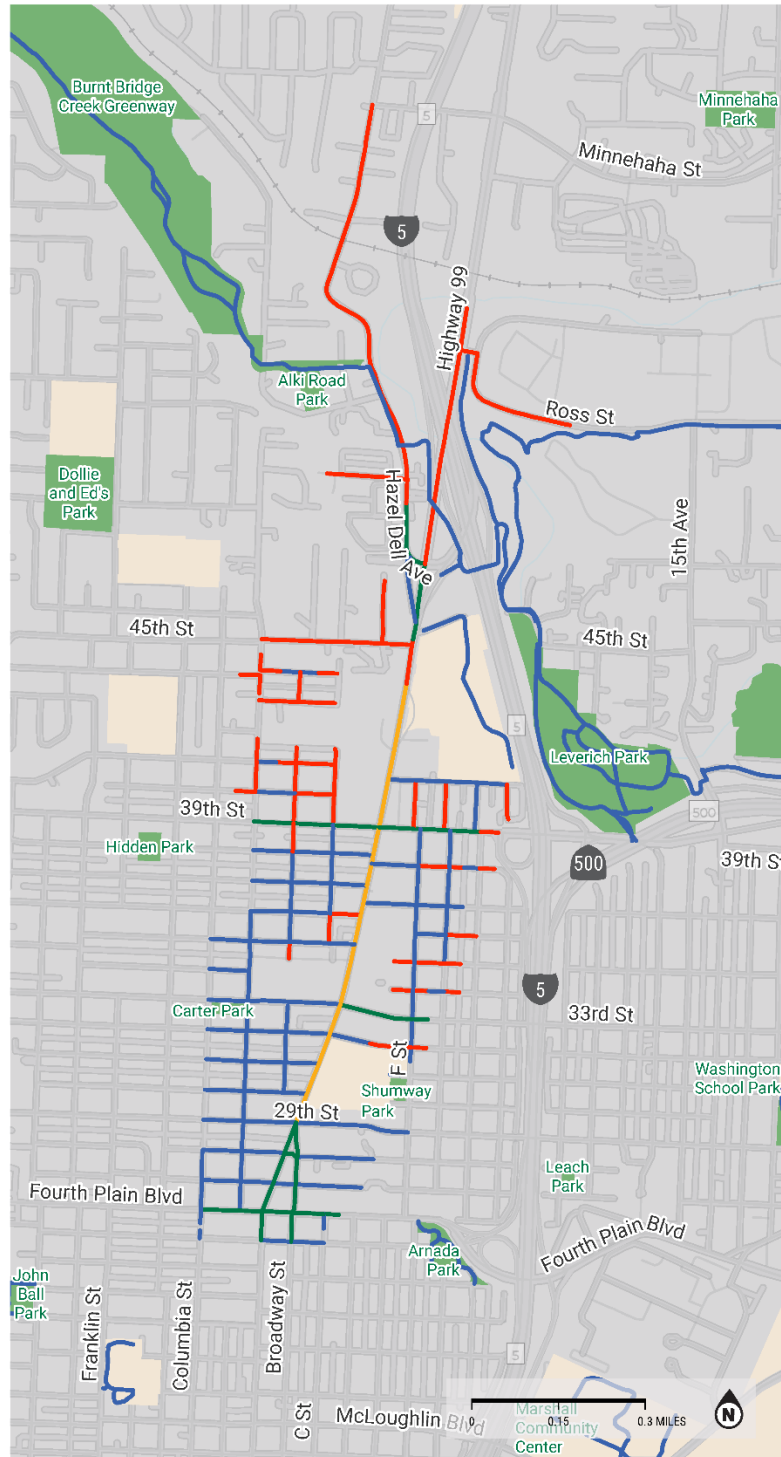 Burnt Bridge
Creek Greenway
5
Minnehaha
Park
Minnehaha St
5
Highway 99
Alki Road
Park
Ross St
Dollie
and Ed's
Park
Hazel Dell Ave
15th Ave
45th St
45th St
5
Leverich Park
39th St
500
Hidden Park
500
39th St
5
Carter Park
33rd St
F St
Washington
School Park
Shumway
Park
29th St
Leach
Park
Fourth Plain Blvd
Fourth Plain Blvd
Arnada
Park
John
Ball
Park
Franklin St
Columbia St
Broadway St
5
C St
McLoughlin Blvd
0
0.15
0.3 MILES
N
Marshall
Community
Center